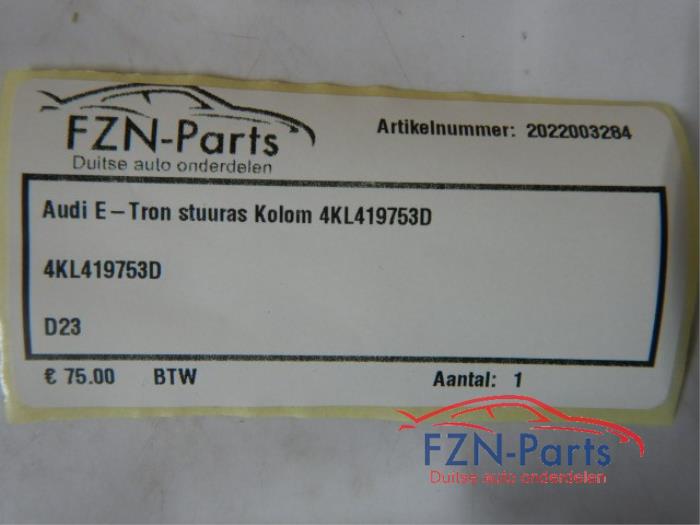 FZN-Parts
Duitse auto onderdelen
Artikelnummer: 2022003284
Audi E-Tron stuuras Kolom 4KL419753D
4KL419753D
D23
€ 75.00 BTW Aantal: 1
FZN-Parts
Duitse auto onderdelen